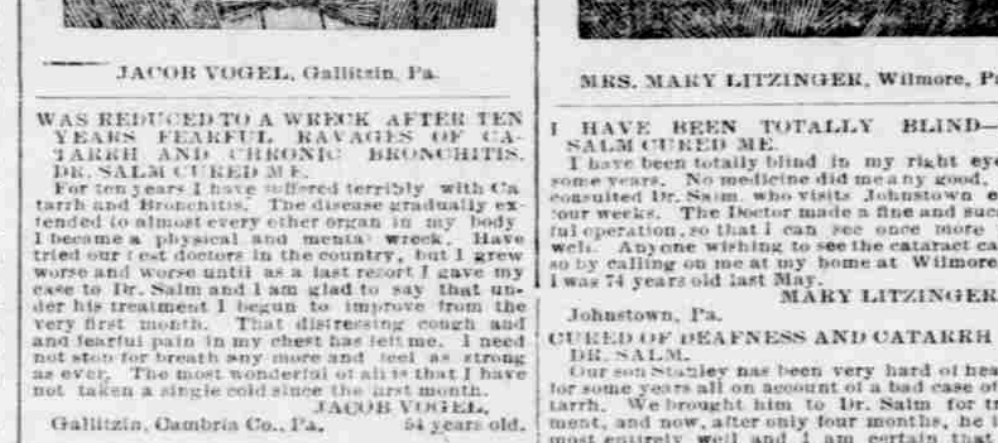 JACOB VOGEL, Gallitzin, Pa.
WAS REDUCED TO A WRECK AFTER TEN
YEARS FEARFUL RAVAGES OF CA-
TARRH AND CHRONIC BRONCHITIS.
DR. SALM CURED ME.
For ten years I have suffered terribly with Ca
tarrh and Bronchitis. The disease gradually ex-
tended to almost every other organ in my body
I became a physical and mental wreck. Have
tried our best doctors in the country, but I grew
worse and worse until as a last resort I gave my
case to Dr. Salm and I am glad to say that un-
der his treatment I begun to improve from the
very first month. That distressing cough and
and fearful pain in my chest has left me. I need
not stop for breath any more and feel as strong
as ever. The most wonderful of all is that I have
not taken a single cold since the first month.
JACOB VOGEL,
Gallitzin, Cambria Co., Pa. 54 years old.
MRS. MARY LITZINGER, Wilmore, Pa
I HAVE BEEN TOTALLY BLIND—
SALM CURED ME.
I have been totally blind in my right eye
some years. No medicine did me any good.
consulted Dr. Salm who visits Johnstown e
four weeks. The Doctor made a fine and suc
ful operation, so that I can see once more
well. Anyone wishing to see the cataract ca
so by calling on me at my home at Wilmore
I was 74 years old last May.
MARY LITZINGER
Johnstown, Pa.
CURED OF DEAFNESS AND CATARRH
DR. SALM.
Our son Stanley has been very hard of hea
for some years all on account of a bad case of
tarrh. We brought him to Dr. Salm for tr
ment, and now, after only four months, he i
most entirely well and I am certain that